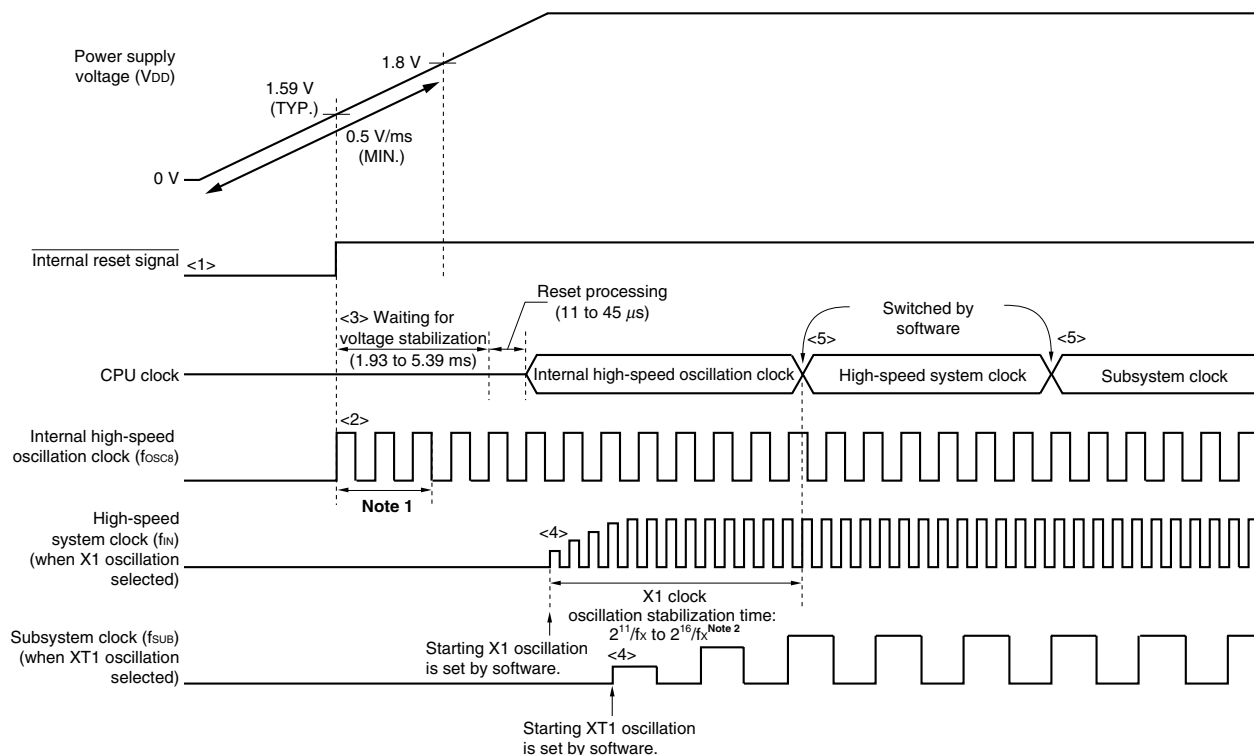 Power supply
voltage (VDD)
1.8 V
1.59 V
(TYP.)
0.5 V/ms
(MIN.)
0 V
Internal reset signal
<1>
Reset processing
(11 to 45 μs)
Switched by
software
<3> Waiting for
voltage stabilization
(1.93 to 5.39 ms)
<5>
<5>
CPU clock
Internal high-speed oscillation clock
High-speed system clock
Subsystem clock
<2>
Internal high-speed
oscillation clock (fOSC8)
Note 1
High-speed
system clock (fIN)
(when X1 oscillation
selected)
<4>
X1 clock
oscillation stabilization time:
2^11/fX to 2^16/fX Note 2
Starting X1 oscillation
is set by software.
Subsystem clock (fSUB)
(when XT1 oscillation
selected)
<4>
Starting XT1 oscillation
is set by software.